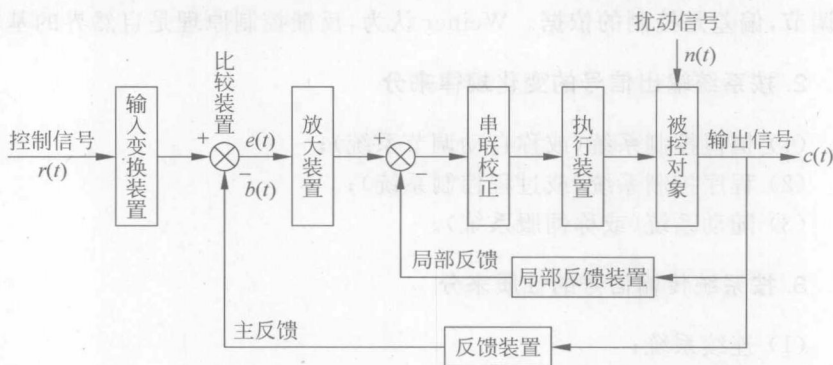 扰动信号
n(t)
比较装置
控制信号
r(t)
输入变换装置
+
e(t)
−
b(t)
放大装置
+
串联校正
执行装置
被控对象
输出信号
c(t)
局部反馈
局部反馈装置
主反馈
反馈装置